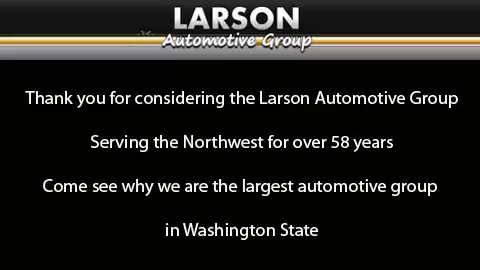 LARSON
Automotive Group
Thank you for considering the Larson Automotive Group
Serving the Northwest for over 58 years
Come see why we are the largest automotive group
in Washington State